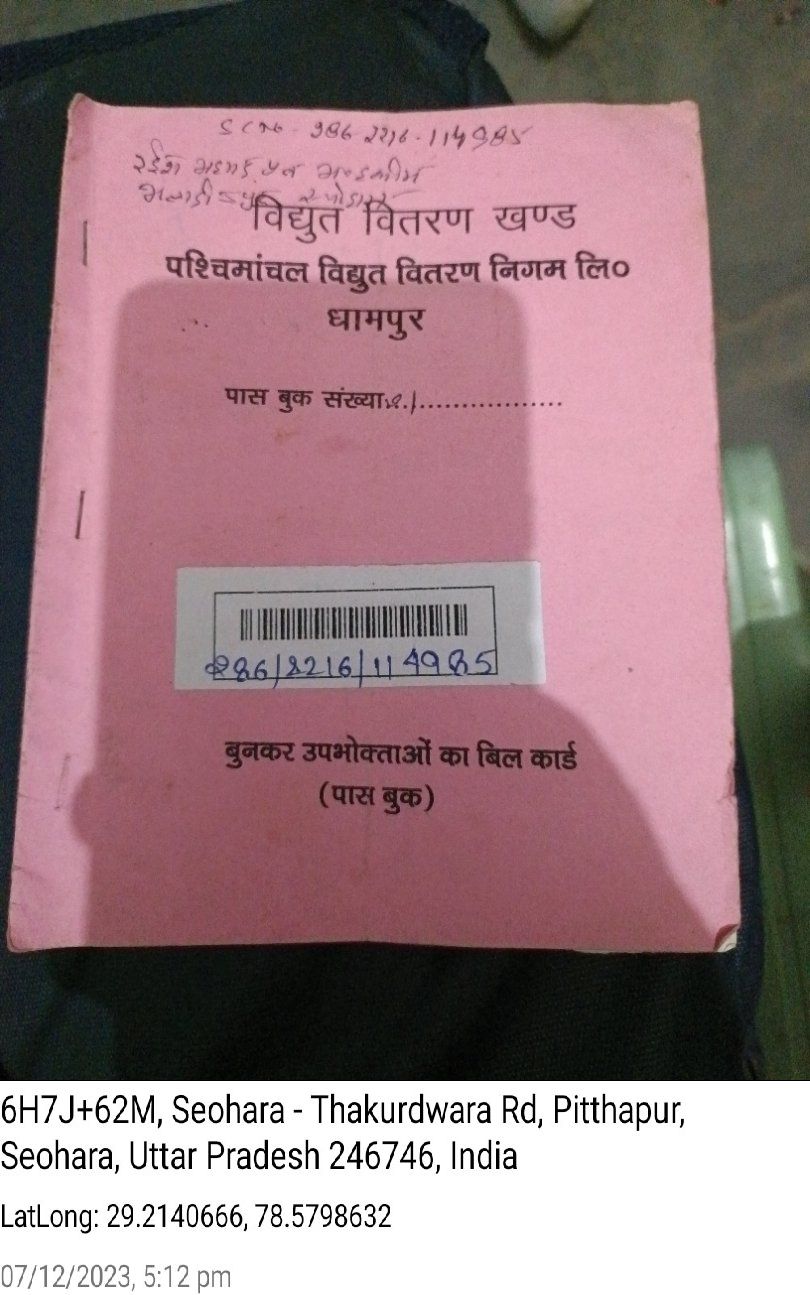 SCNo - 986-2216-114985
विद्युत वितरण खण्ड
पश्चिमांचल विद्युत वितरण निगम लि०
धामपुर
पास बुक संख्या
286/2216/114985
बुनकर उपभोक्ताओं का बिल कार्ड
(पास बुक)
6H7J+62M, Seohara - Thakurdwara Rd, Pitthapur,
Seohara, Uttar Pradesh 246746, India
LatLong: 29.2140666, 78.5798632
07/12/2023, 5:12 pm